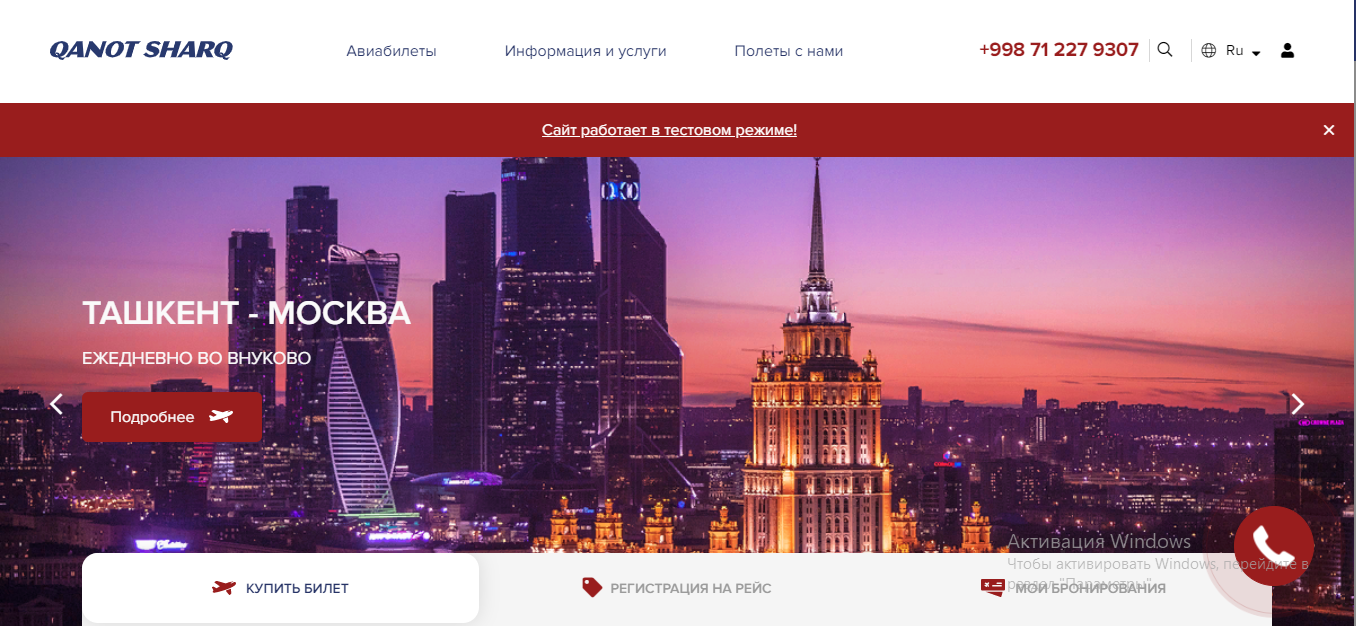 QANOT SHARQ
Авиабилеты
Информация и услуги
Полеты с нами
+998 71 227 9307
Ru
Сайт работает в тестовом режиме!
ТАШКЕНТ - МОСКВА
ЕЖЕДНЕВНО ВО ВНУКОВО
Подробнее
КУПИТЬ БИЛЕТ
РЕГИСТРАЦИЯ НА РЕЙС
МОИ БРОНИРОВАНИЯ
Активация Windows
Чтобы активировать Windows, перейдите в
раздел "Параметры".